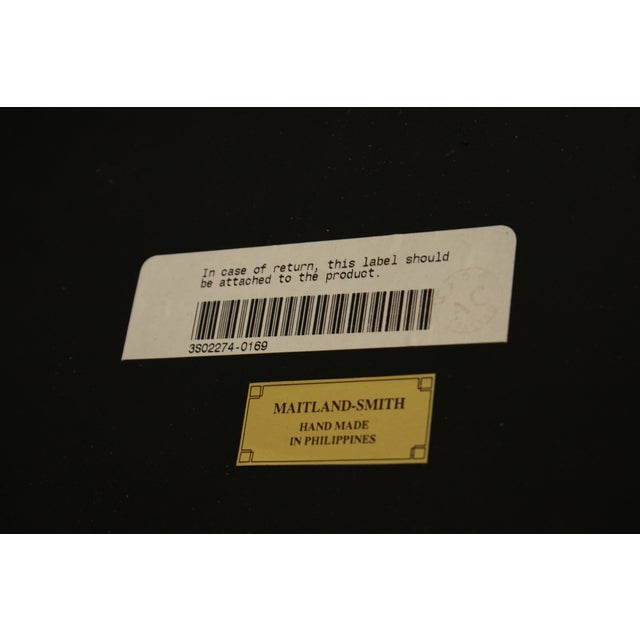 In case of return, this label should
be attached to the product.
AC
3S02274-0169
MAITLAND-SMITH
HAND MADE
IN PHILIPPINES